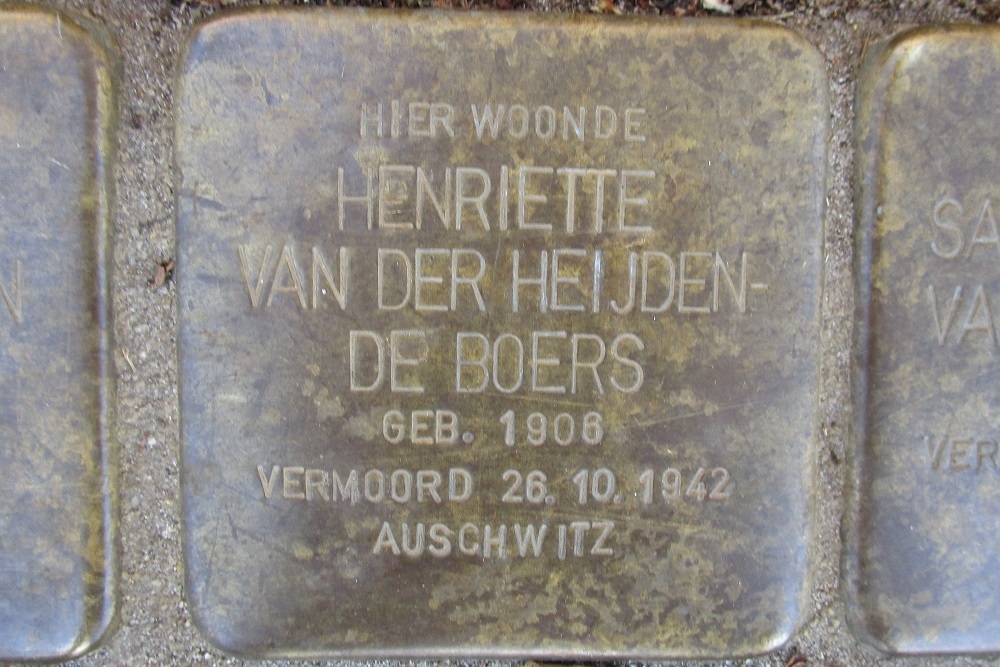 HIER WOONDE
HENRIETTE
VAN DER HEIJDEN-
DE BOERS
GEB. 1906
VERMOORD 26.10.1942
AUSCHWITZ